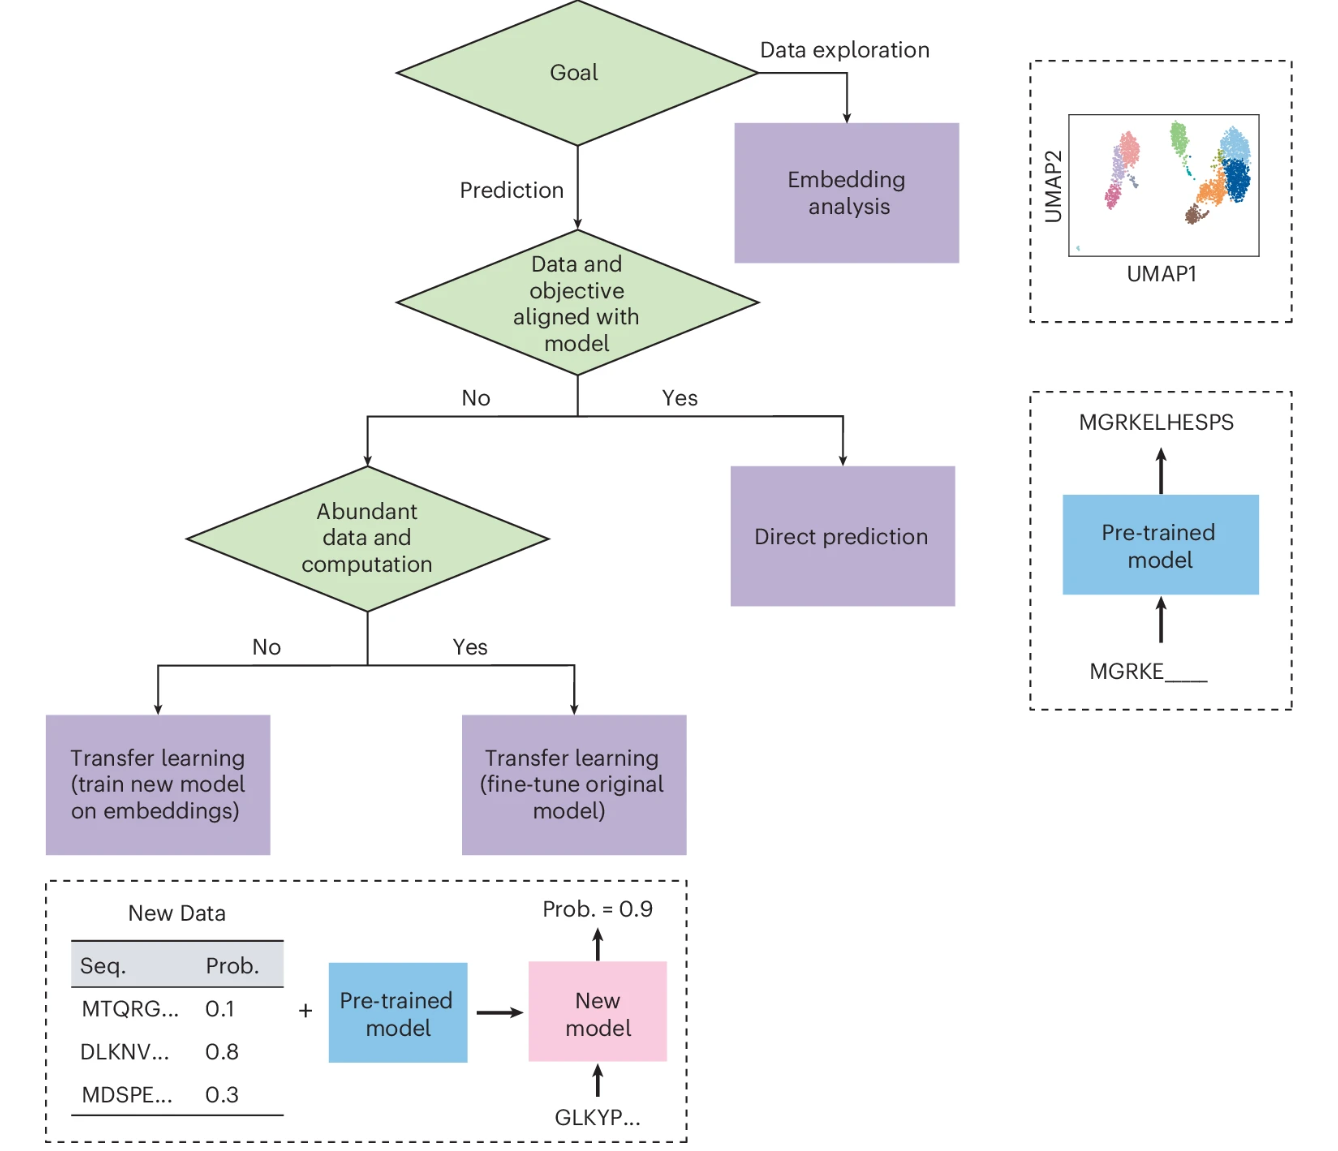 Goal
Data exploration
Embedding
analysis
Prediction
Data and
objective
aligned with
model
No
Yes
Abundant
data and
computation
Direct prediction
No
Yes
Transfer learning
(train new model
on embeddings)
Transfer learning
(fine-tune original
model)
UMAP2
UMAP1
MGRKELHESPS
Pre-trained
model
MGRKE_____
New Data
Seq. Prob.
MTQRG... 0.1
DLKNV... 0.8
MDSPE... 0.3
+
Pre-trained
model
Prob. = 0.9
New
model
GLKYP...